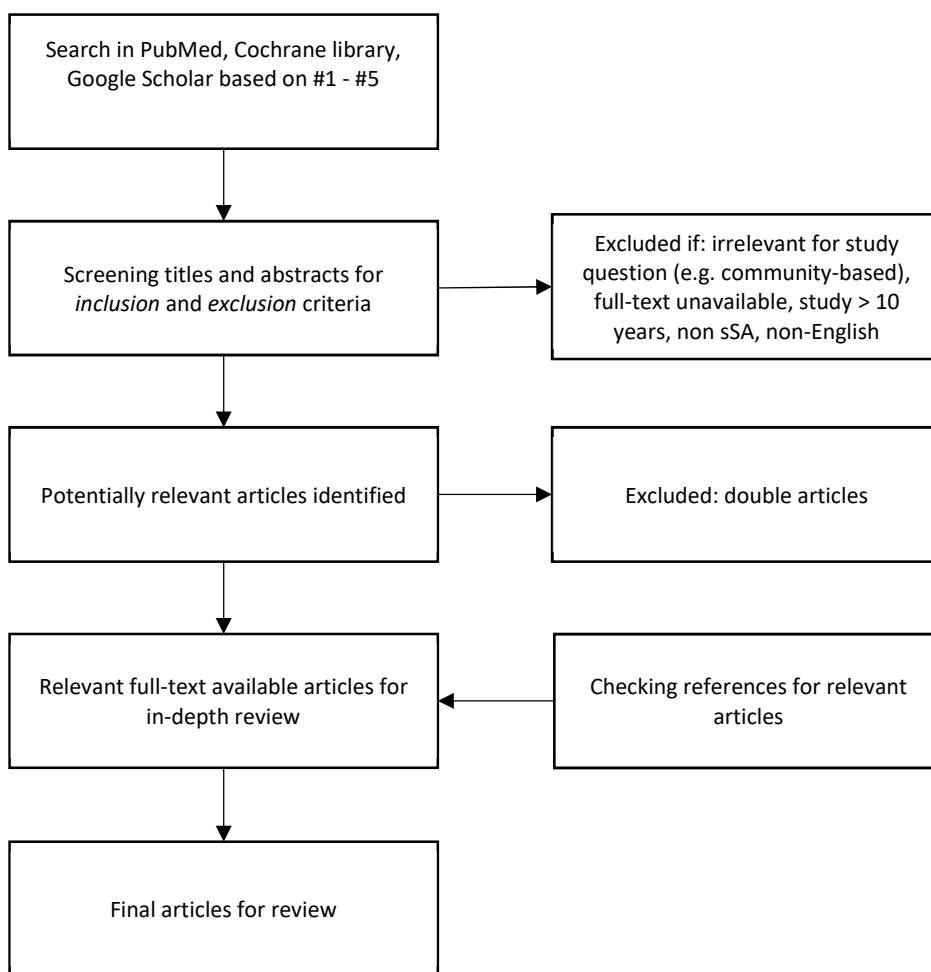 Search in PubMed, Cochrane library,
Google Scholar based on #1 - #5
Screening titles and abstracts for
inclusion and exclusion criteria
Excluded if: irrelevant for study
question (e.g. community-based),
full-text unavailable, study > 10
years, non sSA, non-English
Potentially relevant articles identified
Excluded: double articles
Relevant full-text available articles for
in-depth review
Checking references for relevant
articles
Final articles for review